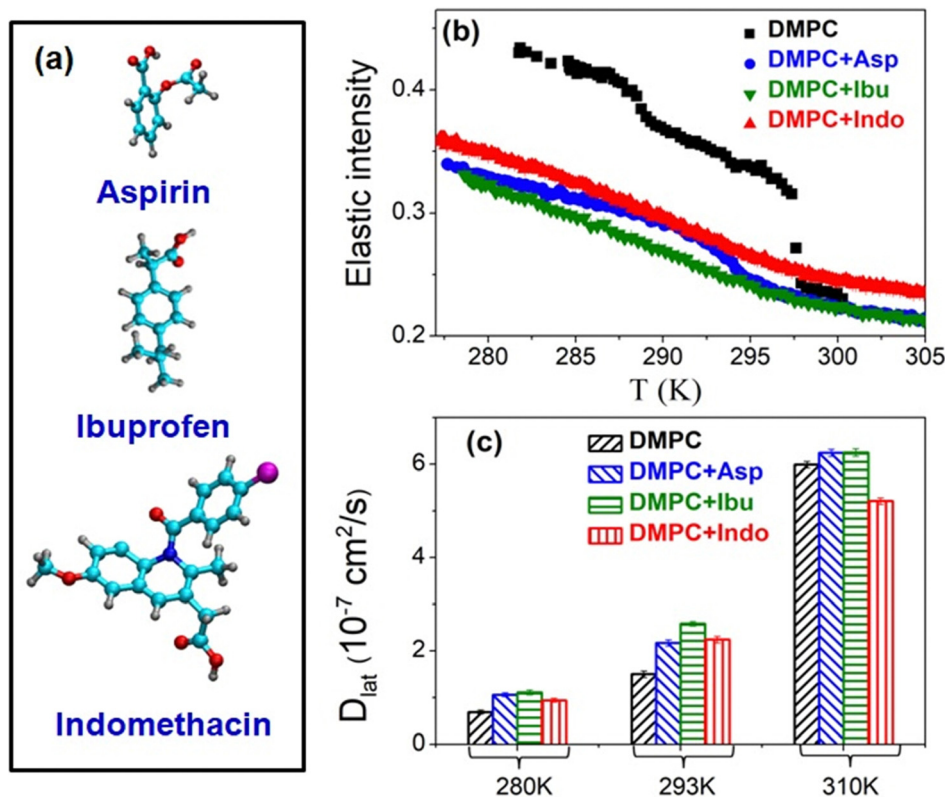 (a)
Aspirin
Ibuprofen
Indomethacin
(b)
DMPC
DMPC+Asp
DMPC+Ibu
DMPC+Indo
Elastic intensity
0.4
0.3
0.2
280 285 290 295 300 305
T (K)
(c)
DMPC
DMPC+Asp
DMPC+Ibu
DMPC+Indo
D_lat (10^-7 cm^2/s)
6
4
2
0
280K 293K 310K